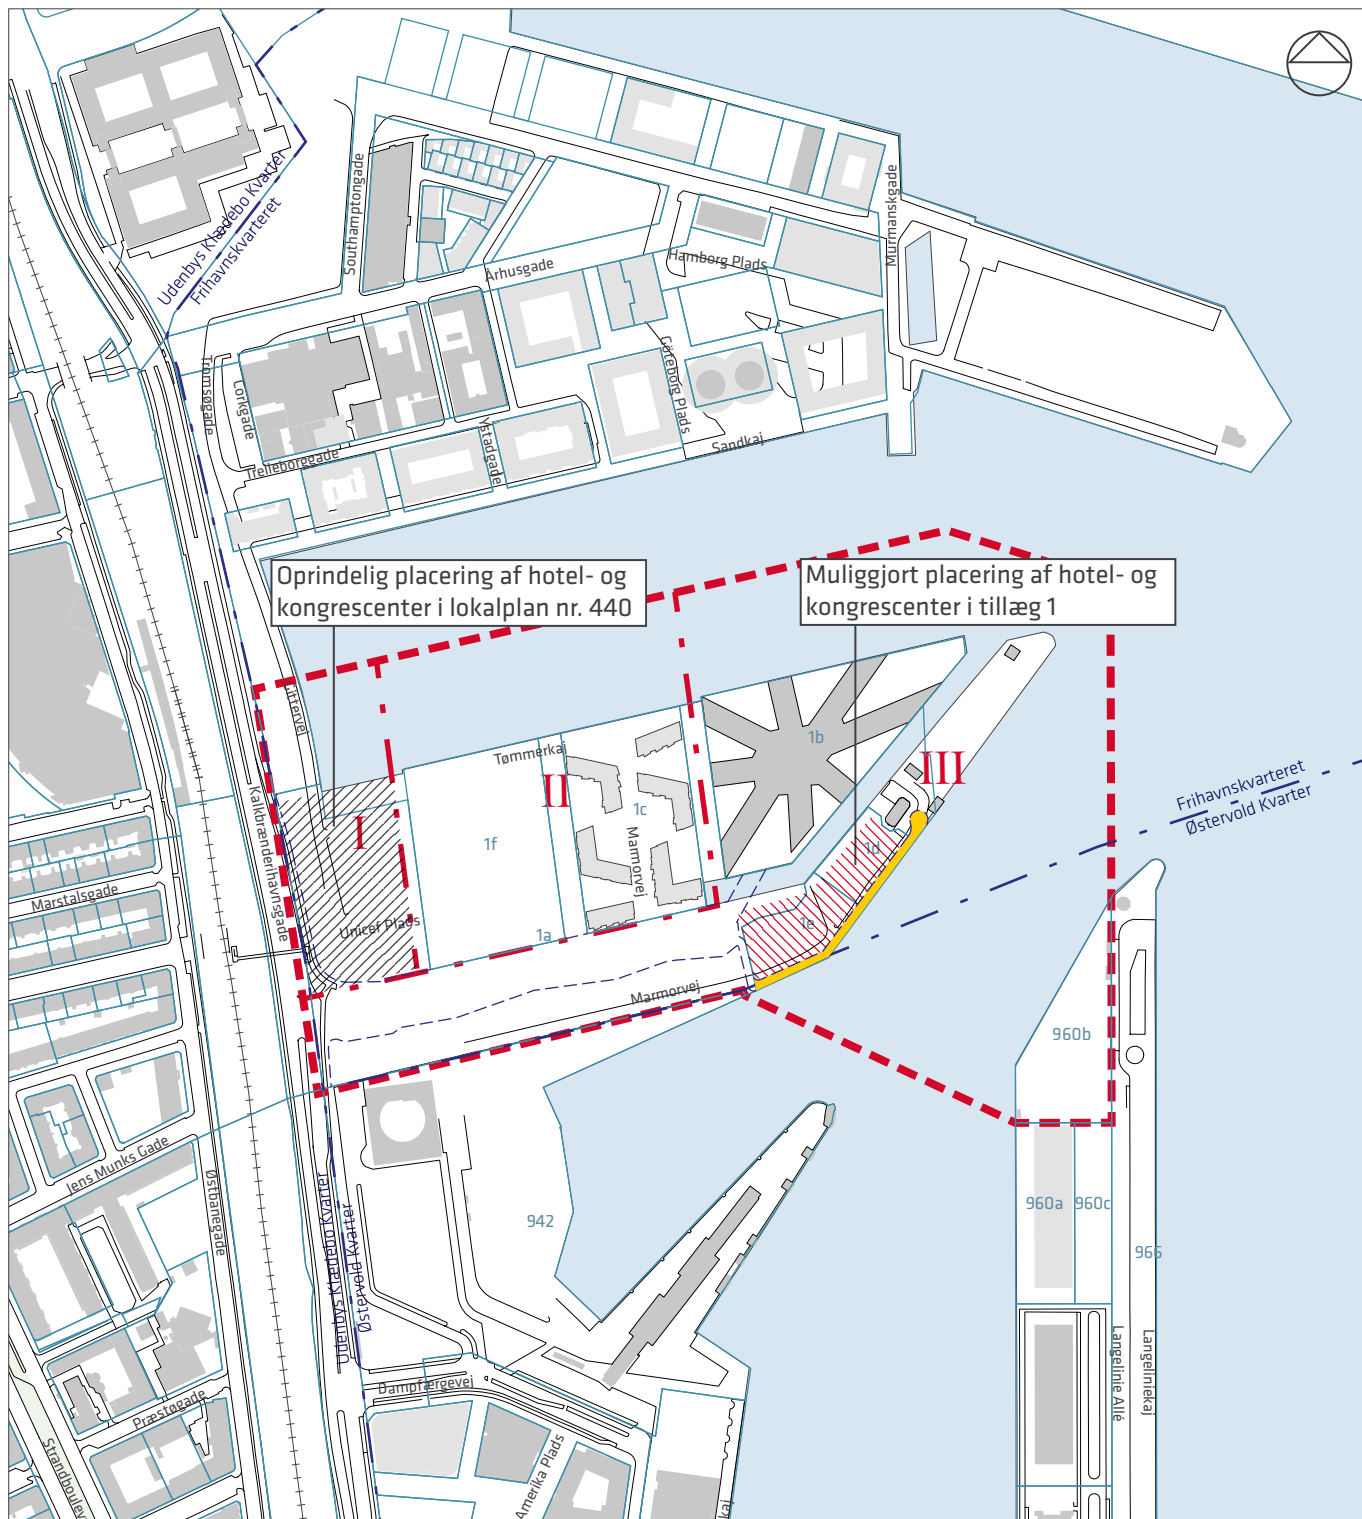 Udenbys Klædebo Kvarter
Frihavnskvarteret
Southamptongade
Murmanskgade
Hamborg Plads
Århusgade
Göteborg Plads
Tromsøgade
Corkgade
Sandkaj
Ystadgade
Trelleborggade
Oprindelig placering af hotel- og
kongrescenter i lokalplan nr. 440
Muliggjort placering af hotel- og
kongrescenter i tillæg 1
Tømmerkaj
1b
III
II
1c
I
1f
Marmorvej
1d
1e
1a
Unicef Plads
Kalkbrænderihavnsgade
Frihavnskvarteret
Østervold Kvarter
Marstalsgade
Marmorvej
960b
Jens Munks Gade
Østbanegade
Udenbys Klædebo Kvarter
Østervold Kvarter
942
960a
960c
966
Langelinie Allé
Langeliniekaj
Dampfærgevej
Præstøgade
Strandboulev
Amerika Plads
kaj